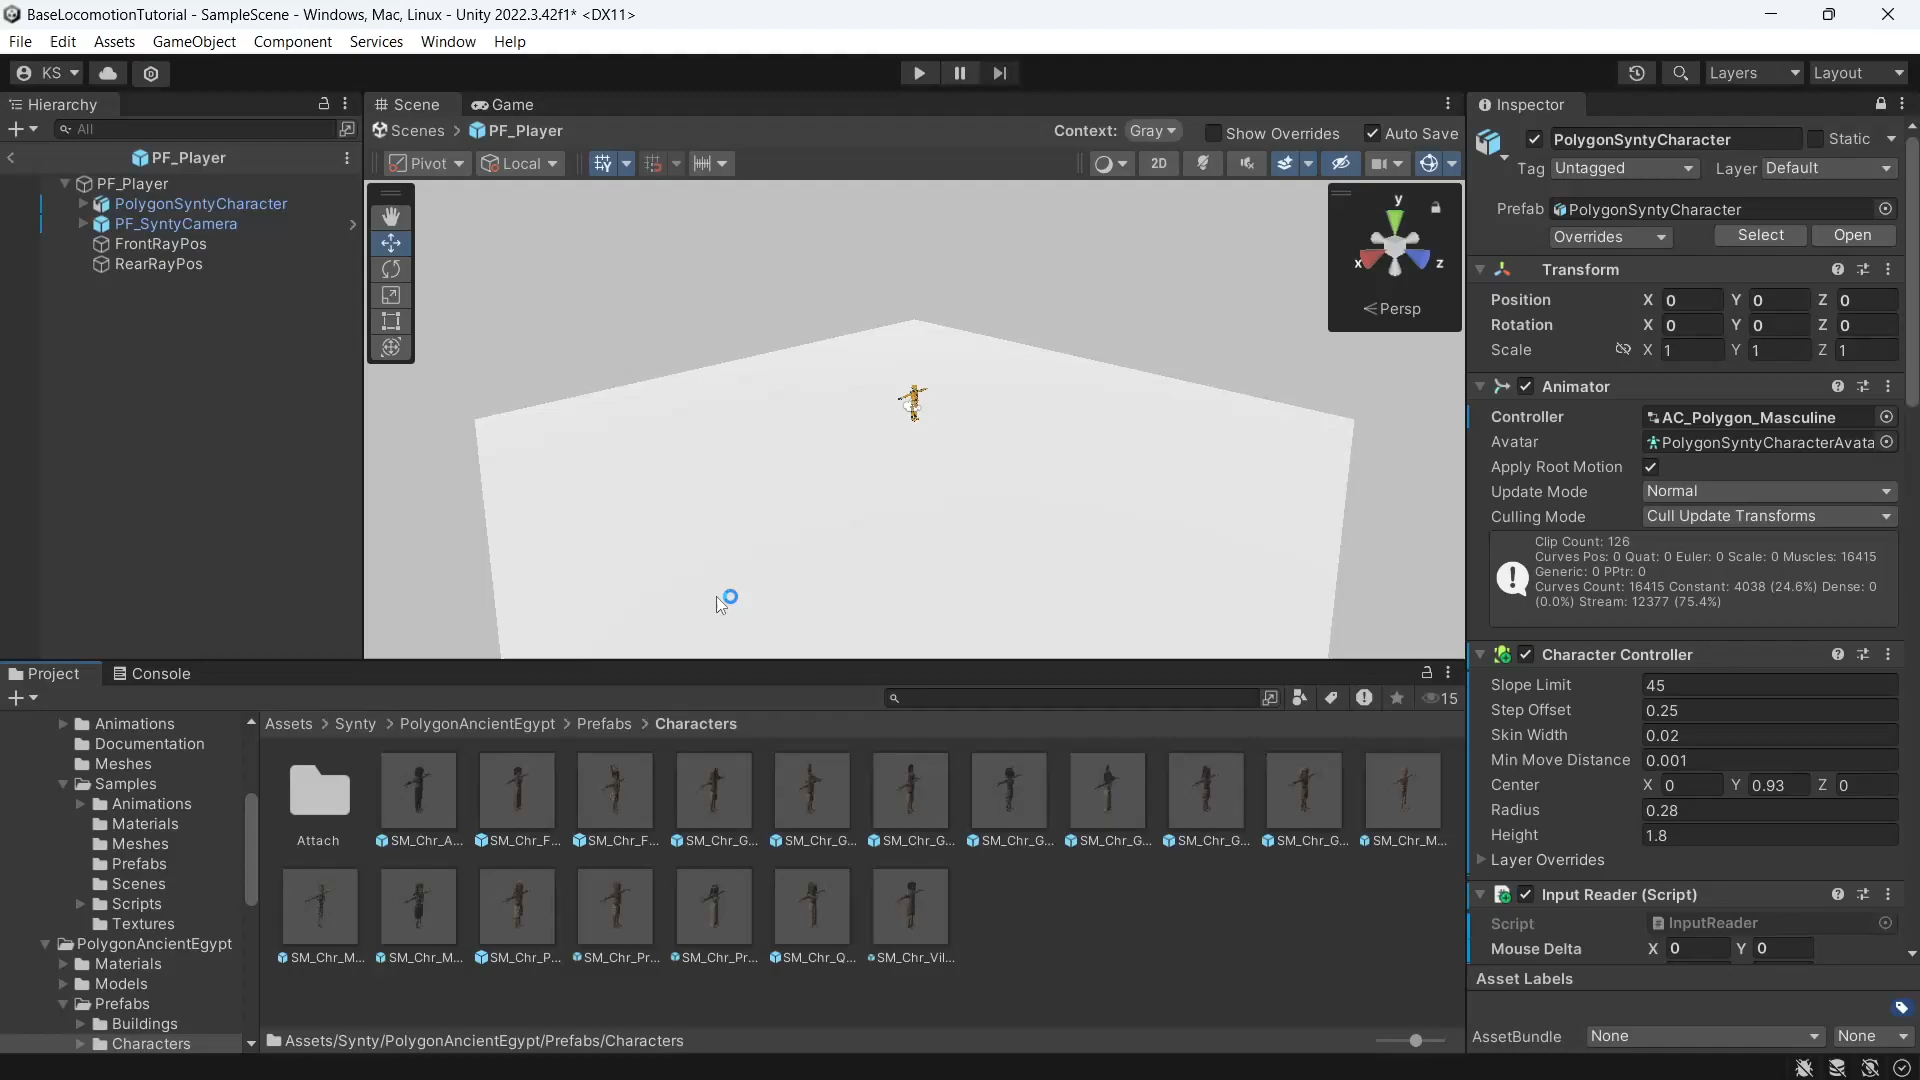 BaseLocomotionTutorial - SampleScene - Windows, Mac, Linux - Unity 2022.3.42f1* <DX11>
File Edit Assets GameObject Component Services Window Help
KS
Layers Layout
Hierarchy
All
PF_Player
PF_Player
PolygonSyntyCharacter
PF_SyntyCamera
FrontRayPos
RearRayPos
Scene Game
Scenes > PF_Player
Context: Gray Show Overrides Auto Save
Pivot Local
2D
y
x z
Persp
Project Console
15
Animations
Documentation
Meshes
Samples
Animations
Materials
Meshes
Prefabs
Scenes
Scripts
Textures
PolygonAncientEgypt
Materials
Models
Prefabs
Buildings
Characters
Assets > Synty > PolygonAncientEgypt > Prefabs > Characters
Attach SM_Chr_A... SM_Chr_F... SM_Chr_F... SM_Chr_G... SM_Chr_G... SM_Chr_G... SM_Chr_G... SM_Chr_G... SM_Chr_G... SM_Chr_G... SM_Chr_M...
SM_Chr_M... SM_Chr_M... SM_Chr_P... SM_Chr_Pr... SM_Chr_Pr... SM_Chr_Q... SM_Chr_Vil...
Assets/Synty/PolygonAncientEgypt/Prefabs/Characters
Inspector
PolygonSyntyCharacter Static
Tag Untagged Layer Default
Prefab PolygonSyntyCharacter
Overrides Select Open
Transform
Position X 0 Y 0 Z 0
Rotation X 0 Y 0 Z 0
Scale X 1 Y 1 Z 1
Animator
Controller AC_Polygon_Masculine
Avatar PolygonSyntyCharacterAvata
Apply Root Motion
Update Mode Normal
Culling Mode Cull Update Transforms
Clip Count: 126
Curves Pos: 0 Quat: 0 Euler: 0 Scale: 0 Muscles: 16415
Generic: 0 PPtr: 0
Curves Count: 16415 Constant: 4038 (24.6%) Dense: 0
(0.0%) Stream: 12377 (75.4%)
Character Controller
Slope Limit 45
Step Offset 0.25
Skin Width 0.02
Min Move Distance 0.001
Center X 0 Y 0.93 Z 0
Radius 0.28
Height 1.8
Layer Overrides
Input Reader (Script)
Script InputReader
Mouse Delta X 0 Y 0
Asset Labels
AssetBundle None None